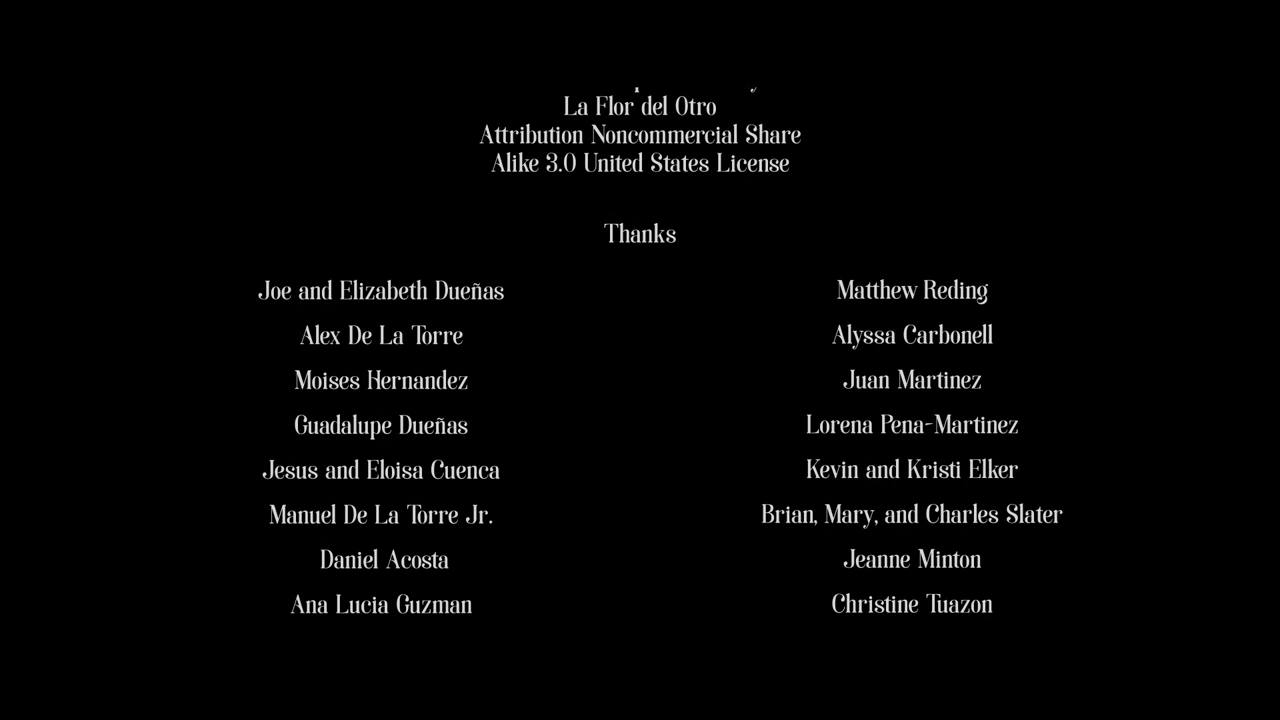 La Flor del Otro
Attribution Noncommercial Share
Alike 3.0 United States License
Thanks
Joe and Elizabeth Dueñas
Alex De La Torre
Moises Hernandez
Guadalupe Dueñas
Jesus and Eloisa Cuenca
Manuel De La Torre Jr.
Daniel Acosta
Ana Lucia Guzman
Matthew Reding
Alyssa Carbonell
Juan Martinez
Lorena Pena-Martinez
Kevin and Kristi Elker
Brian, Mary, and Charles Slater
Jeanne Minton
Christine Tuazon